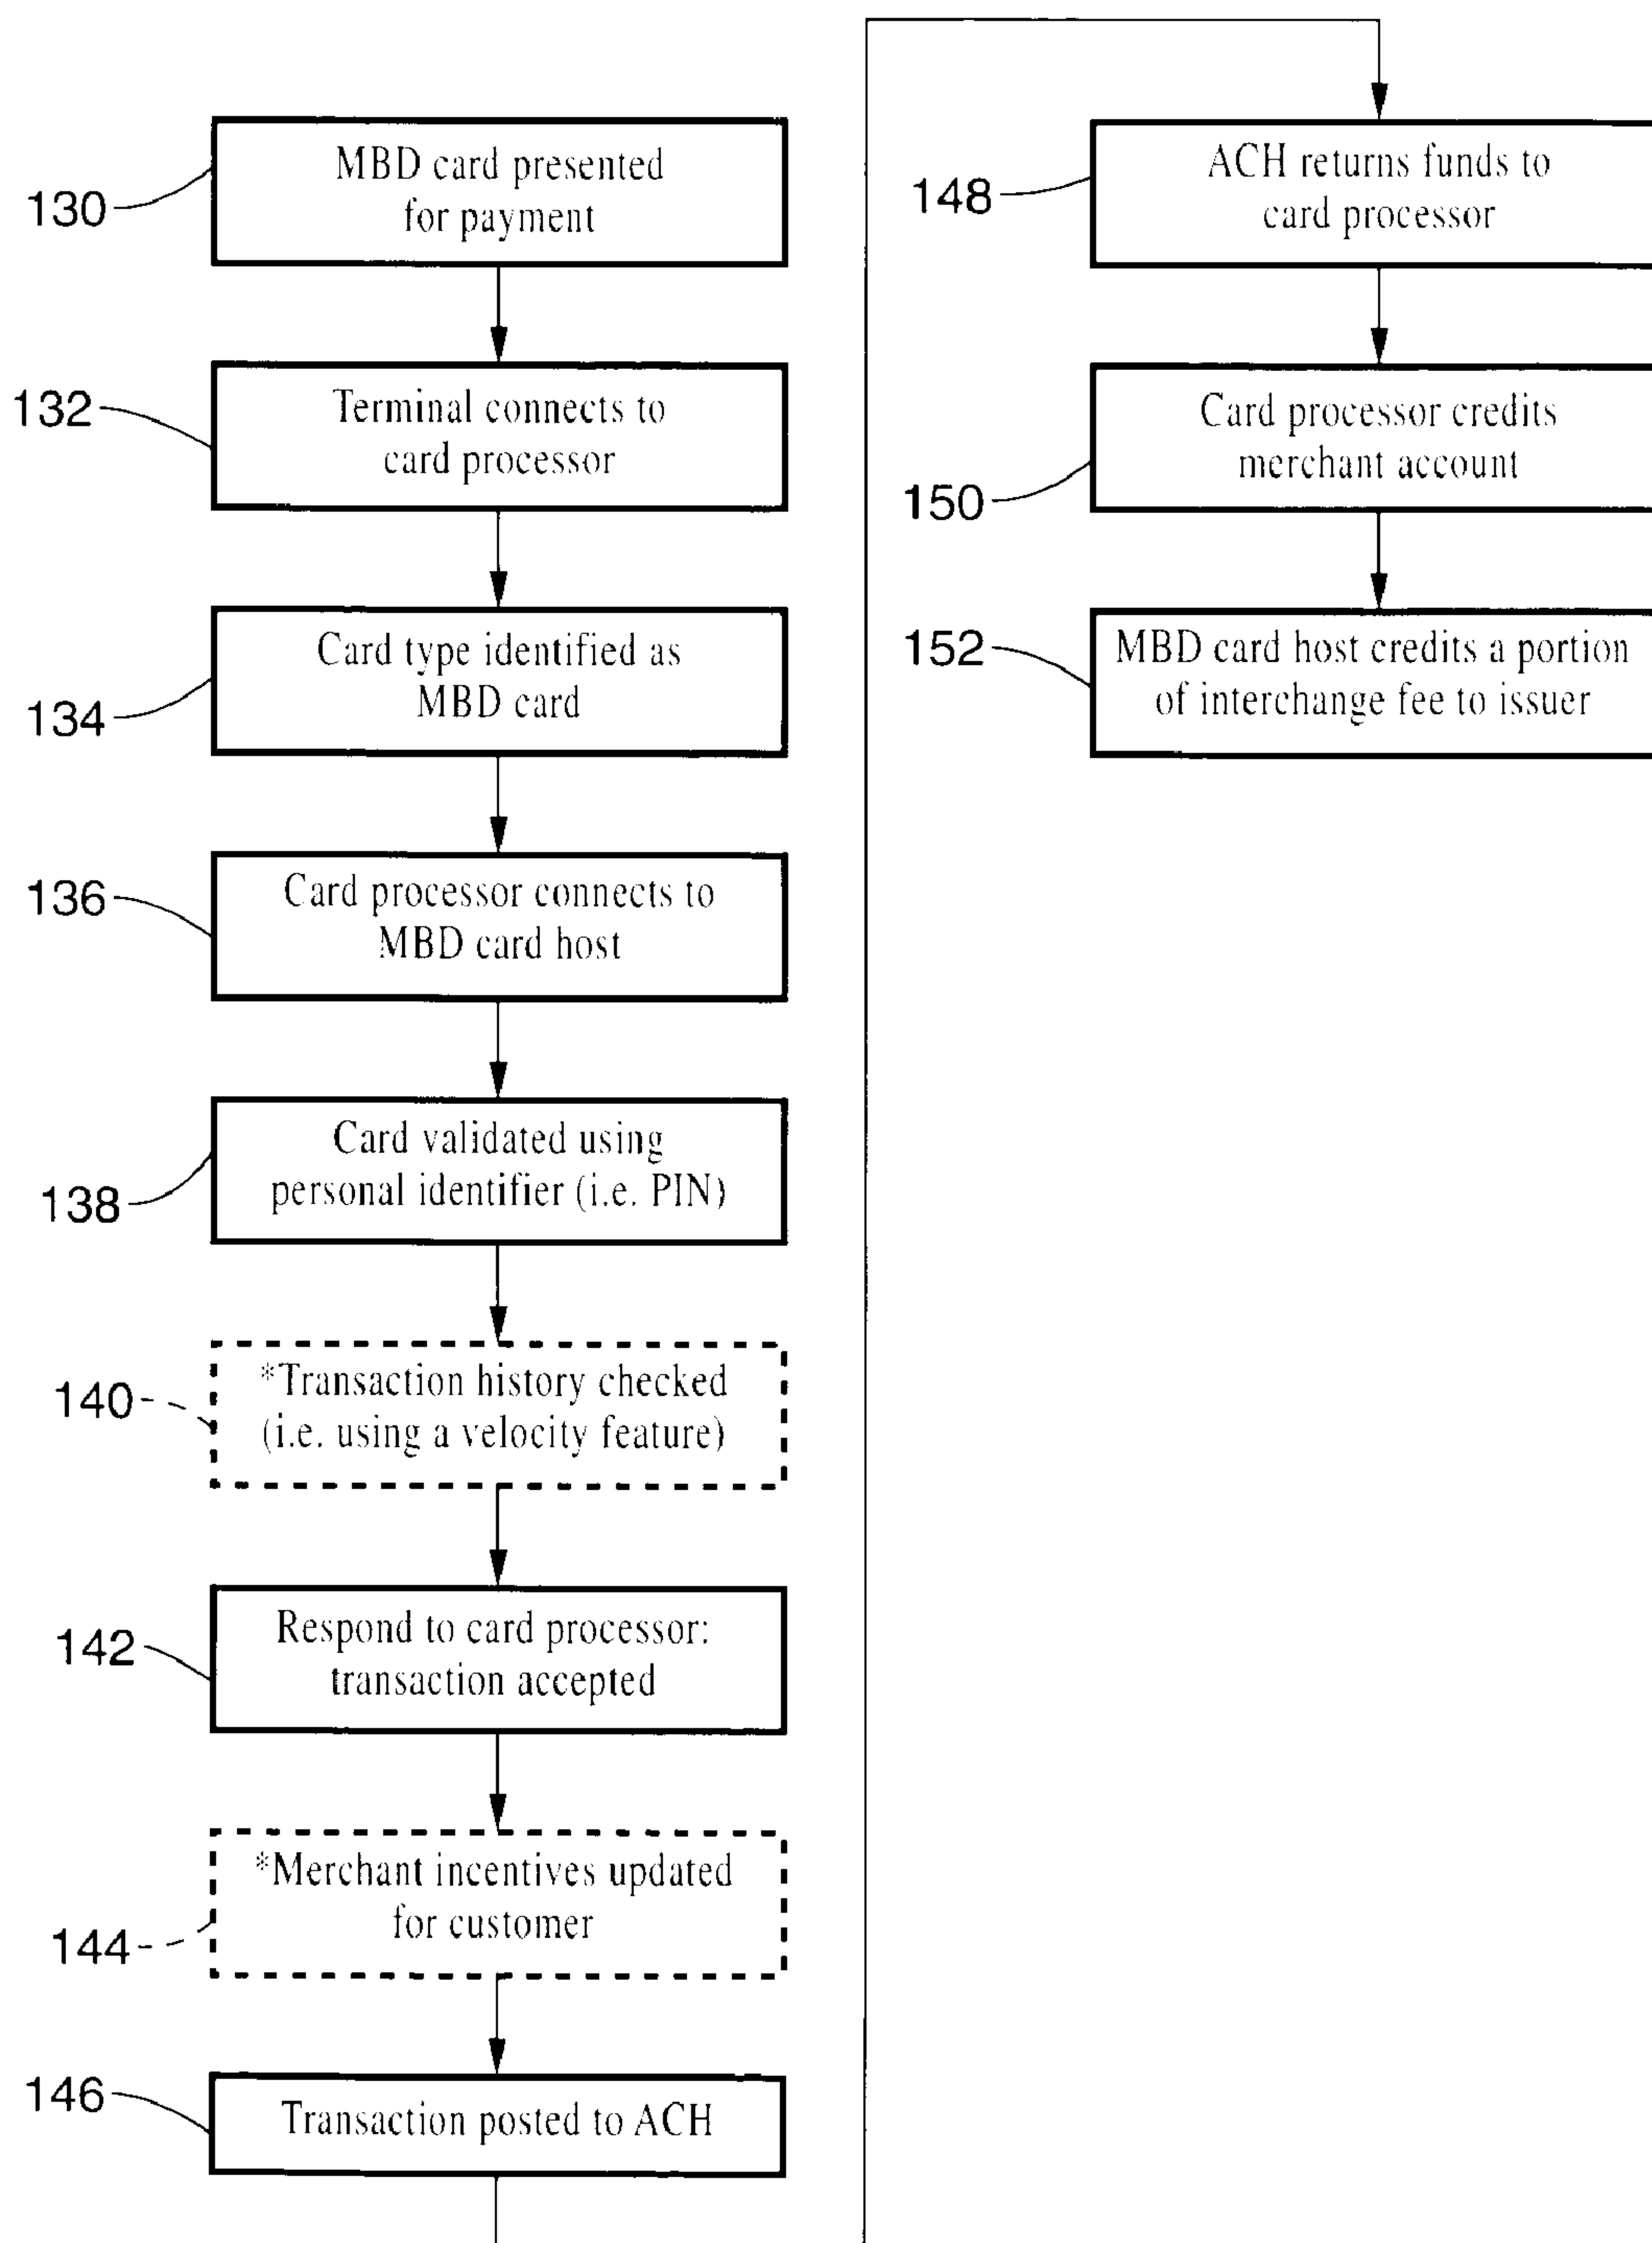 130
MBD card presented
for payment
132
Terminal connects to
card processor
134
Card type identified as
MBD card
136
Card processor connects to
MBD card host
138
Card validated using
personal identifier (i.e. PIN)
140
*Transaction history checked
(i.e. using a velocity feature)
142
Respond to card processor:
transaction accepted
144
*Merchant incentives updated
for customer
146
Transaction posted to ACH
148
ACH returns funds to
card processor
150
Card processor credits
merchant account
152
MBD card host credits a portion
of interchange fee to issuer